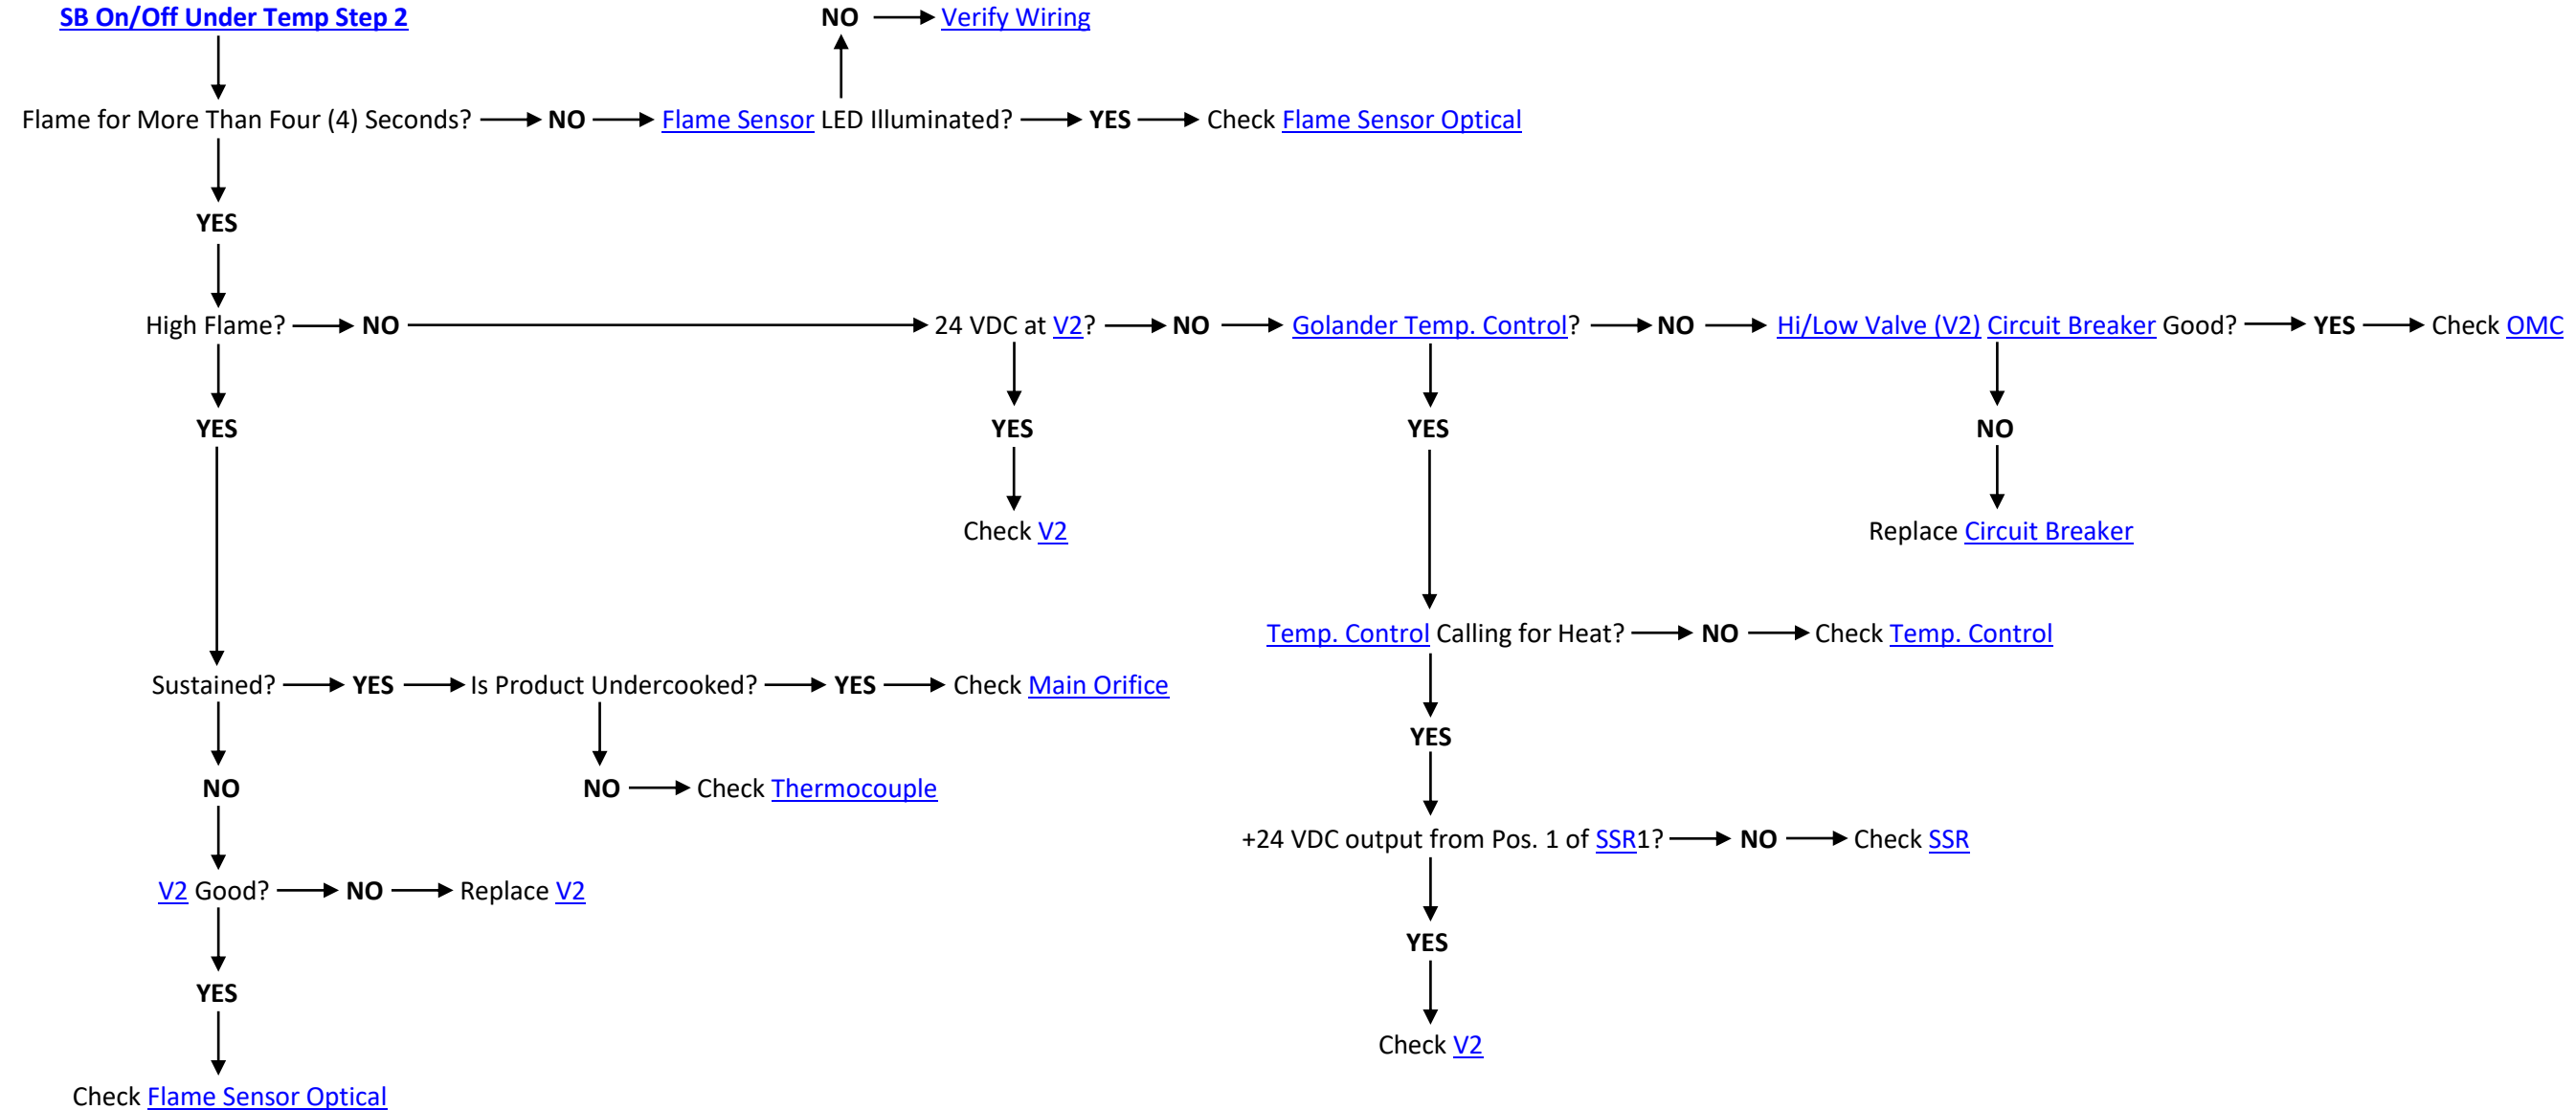 SB On/Off Under Temp Step 2
NO
Verify Wiring
Flame for More Than Four (4) Seconds?
NO
Flame Sensor LED Illuminated?
YES
Check Flame Sensor Optical
YES
High Flame?
NO
24 VDC at V2?
NO
Golander Temp. Control?
NO
Hi/Low Valve (V2) Circuit Breaker Good?
YES
Check OMC
YES
YES
YES
NO
Check V2
Replace Circuit Breaker
Temp. Control Calling for Heat?
NO
Check Temp. Control
Sustained?
YES
Is Product Undercooked?
YES
Check Main Orifice
YES
NO
NO
Check Thermocouple
+24 VDC output from Pos. 1 of SSR1?
NO
Check SSR
V2 Good?
NO
Replace V2
YES
YES
Check V2
Check Flame Sensor Optical